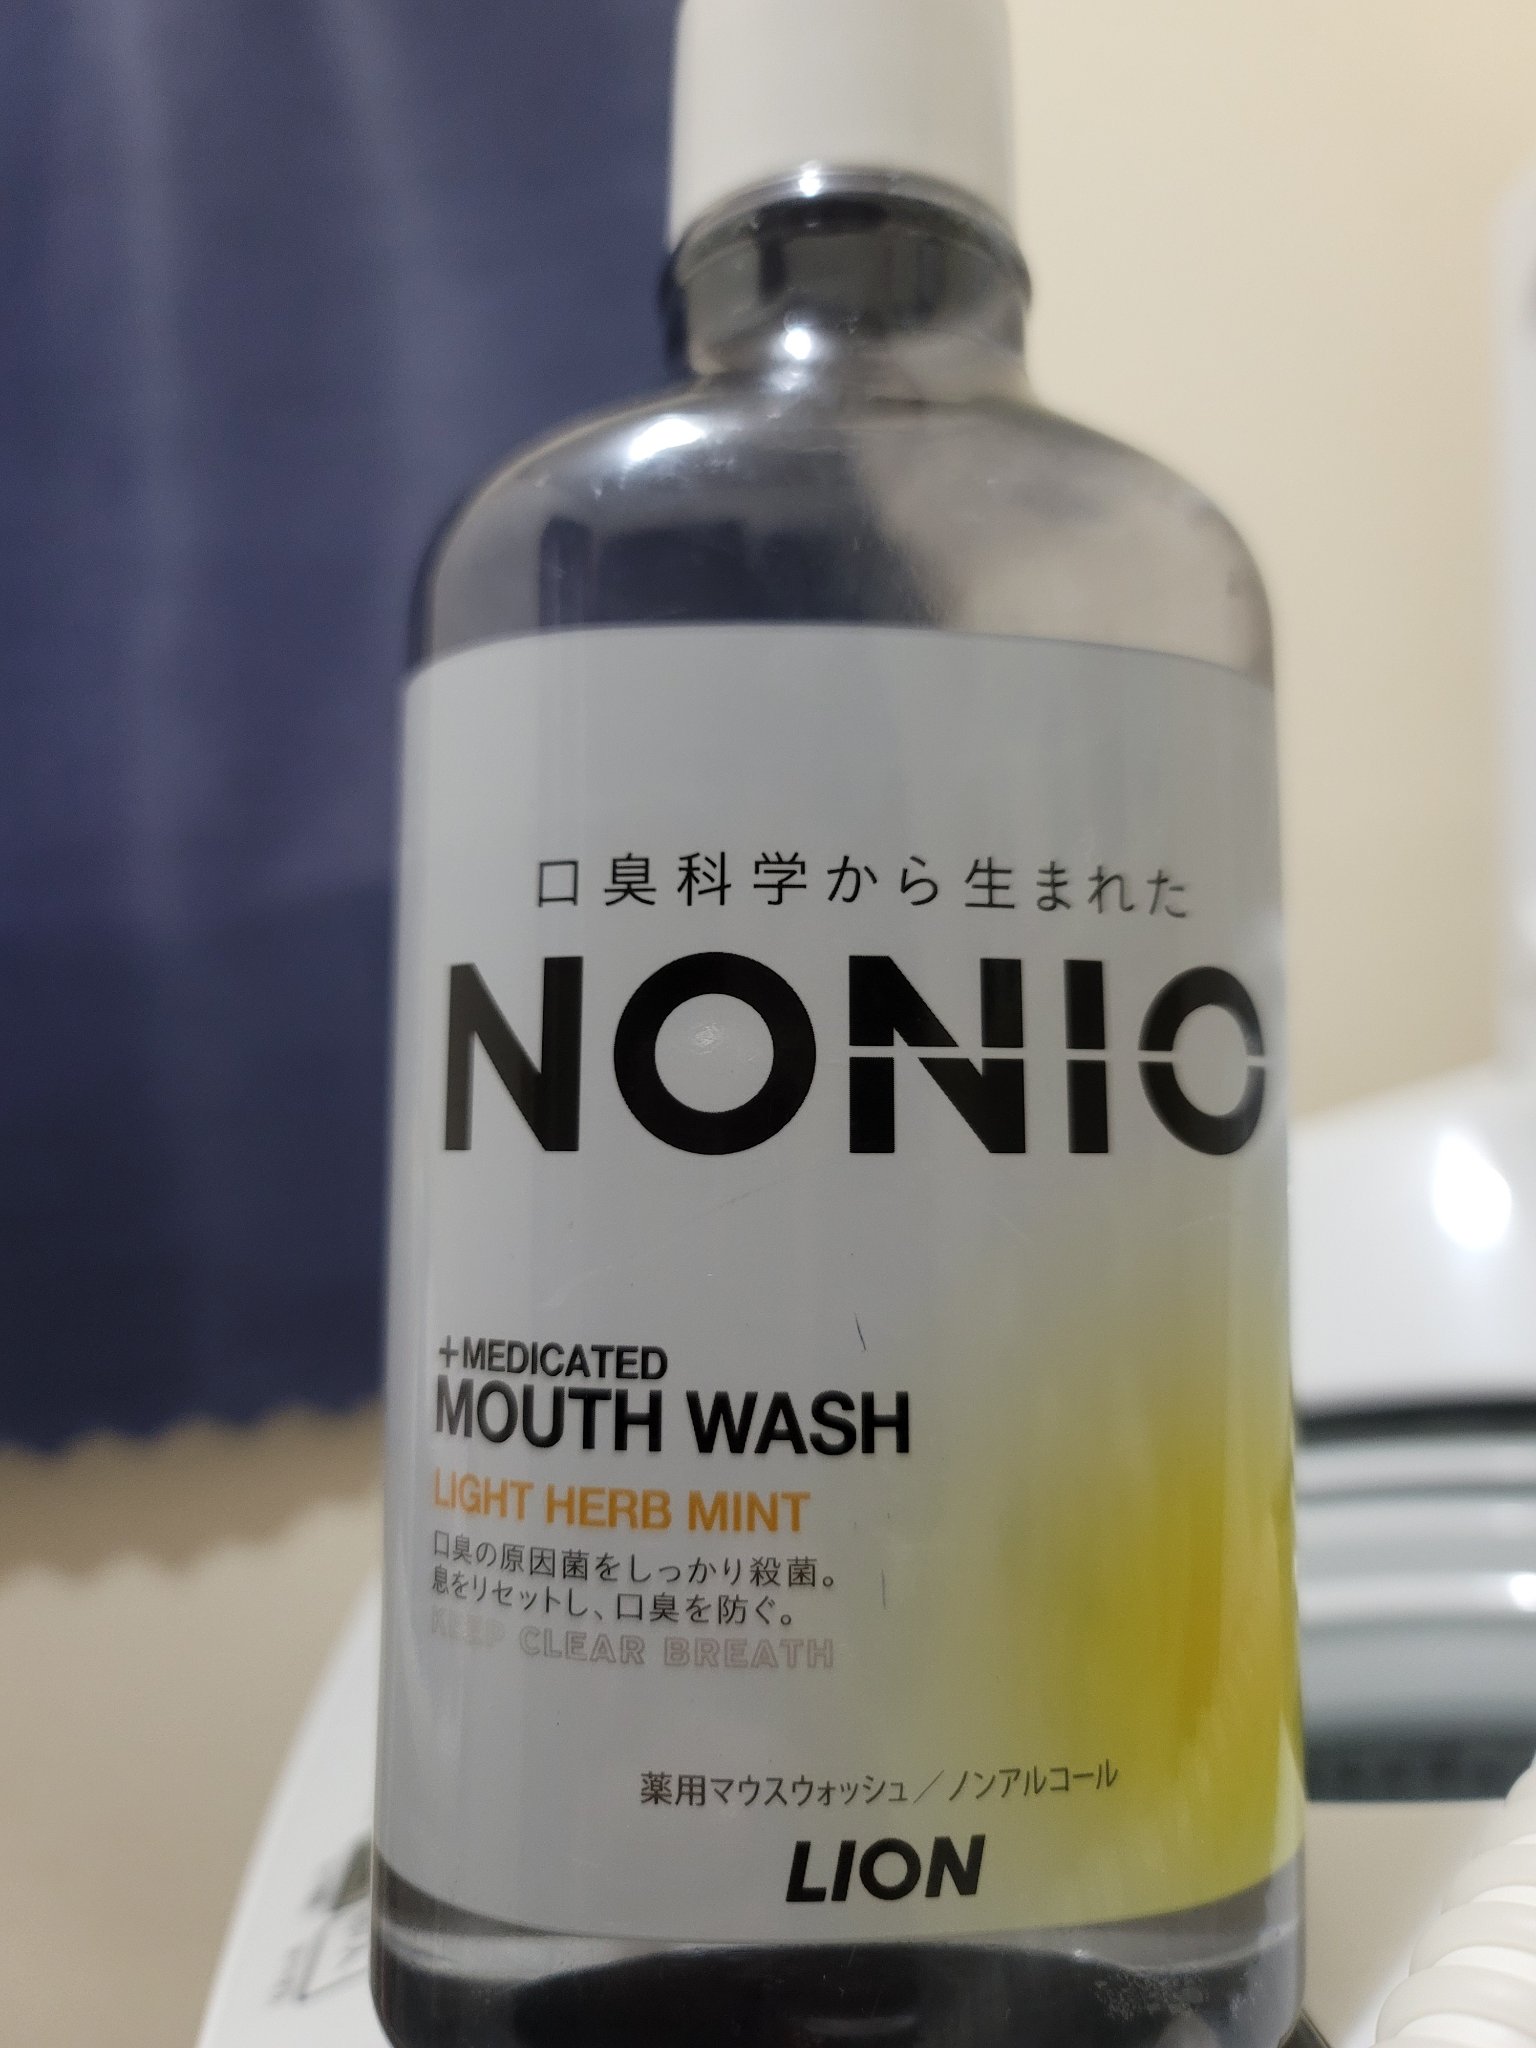 口臭科学から生まれた
NONIO
+MEDICATED
MOUTH WASH
LIGHT HERB MINT
口臭の原因菌をしっかり殺菌。
息をリセットし、口臭を防ぐ。
KEEP CLEAR BREATH
薬用マウスウォッシュ/ノンアルコール
LION